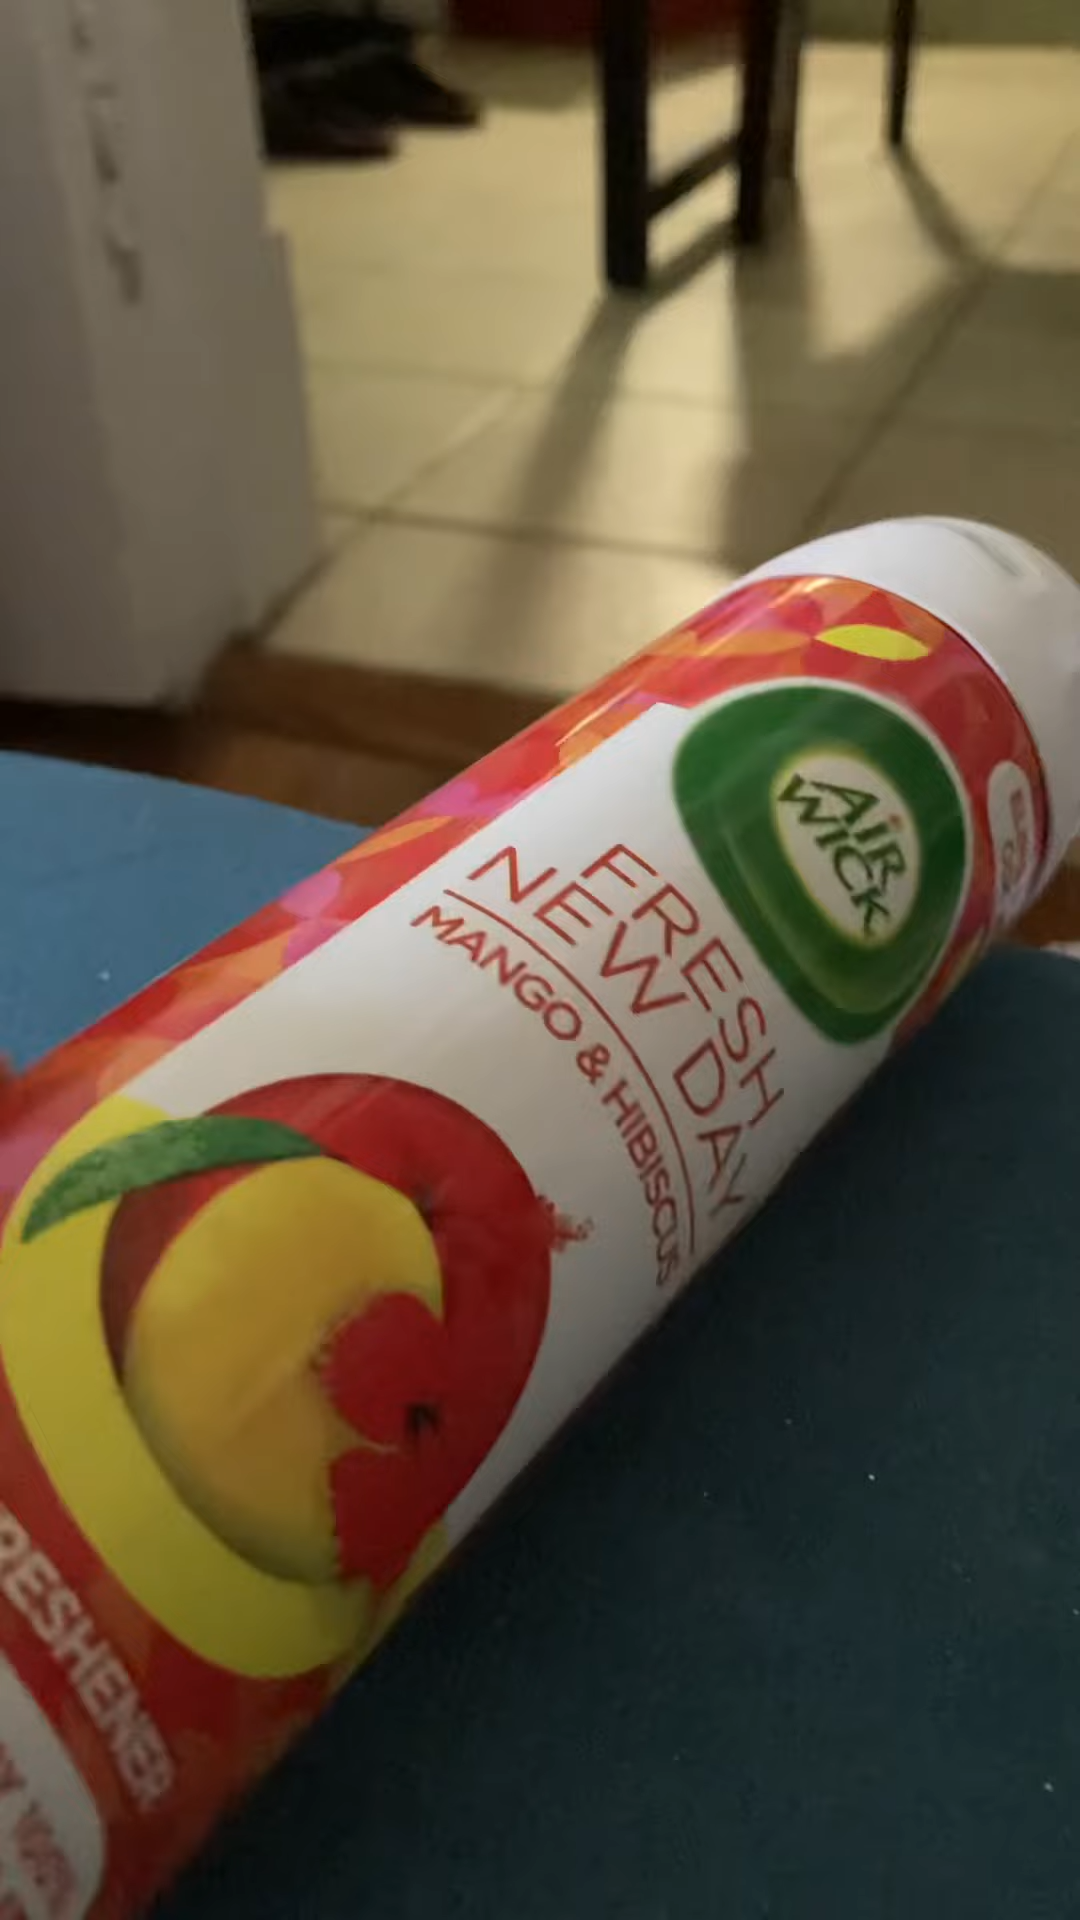 AIR
WICK
FRESH
NEW DAY
MANGO & HIBISCUS
RESHENER